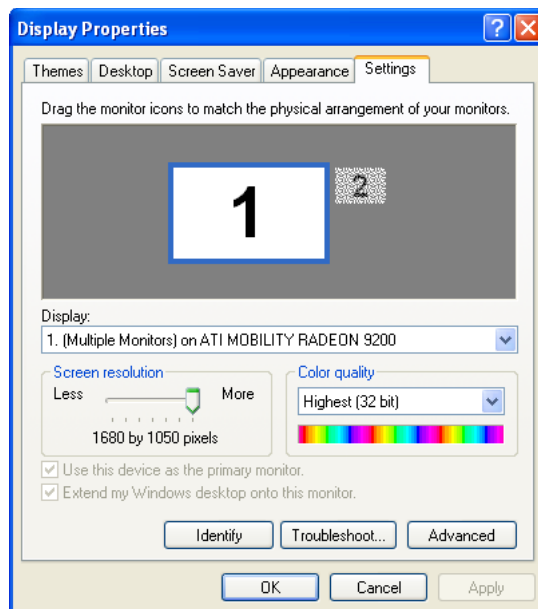 Display Properties
Themes Desktop Screen Saver Appearance Settings
Drag the monitor icons to match the physical arrangement of your monitors.
1 2
Display:
1. (Multiple Monitors) on ATI MOBILITY RADEON 9200
Screen resolution Color quality
Less More Highest (32 bit)
1680 by 1050 pixels
Use this device as the primary monitor.
Extend my Windows desktop onto this monitor.
Identify Troubleshoot... Advanced
OK Cancel Apply